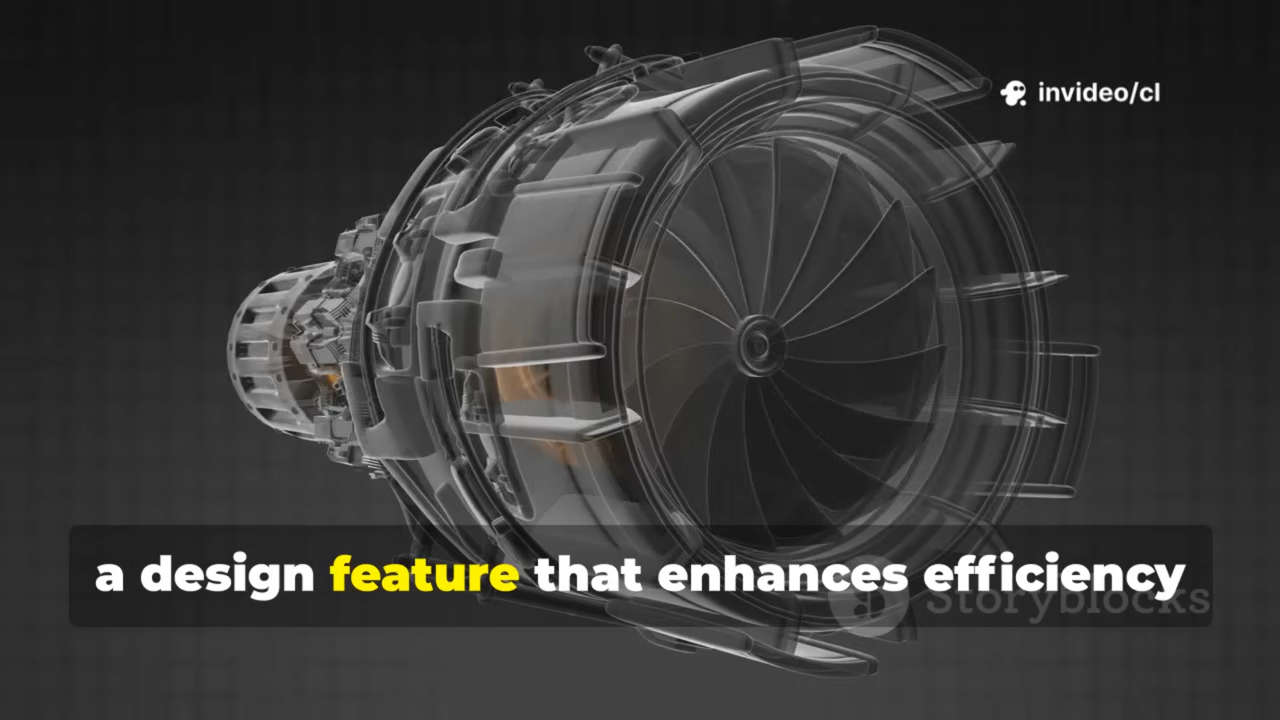 invideo/cl
a design feature that enhances efficiency
Storyblocks